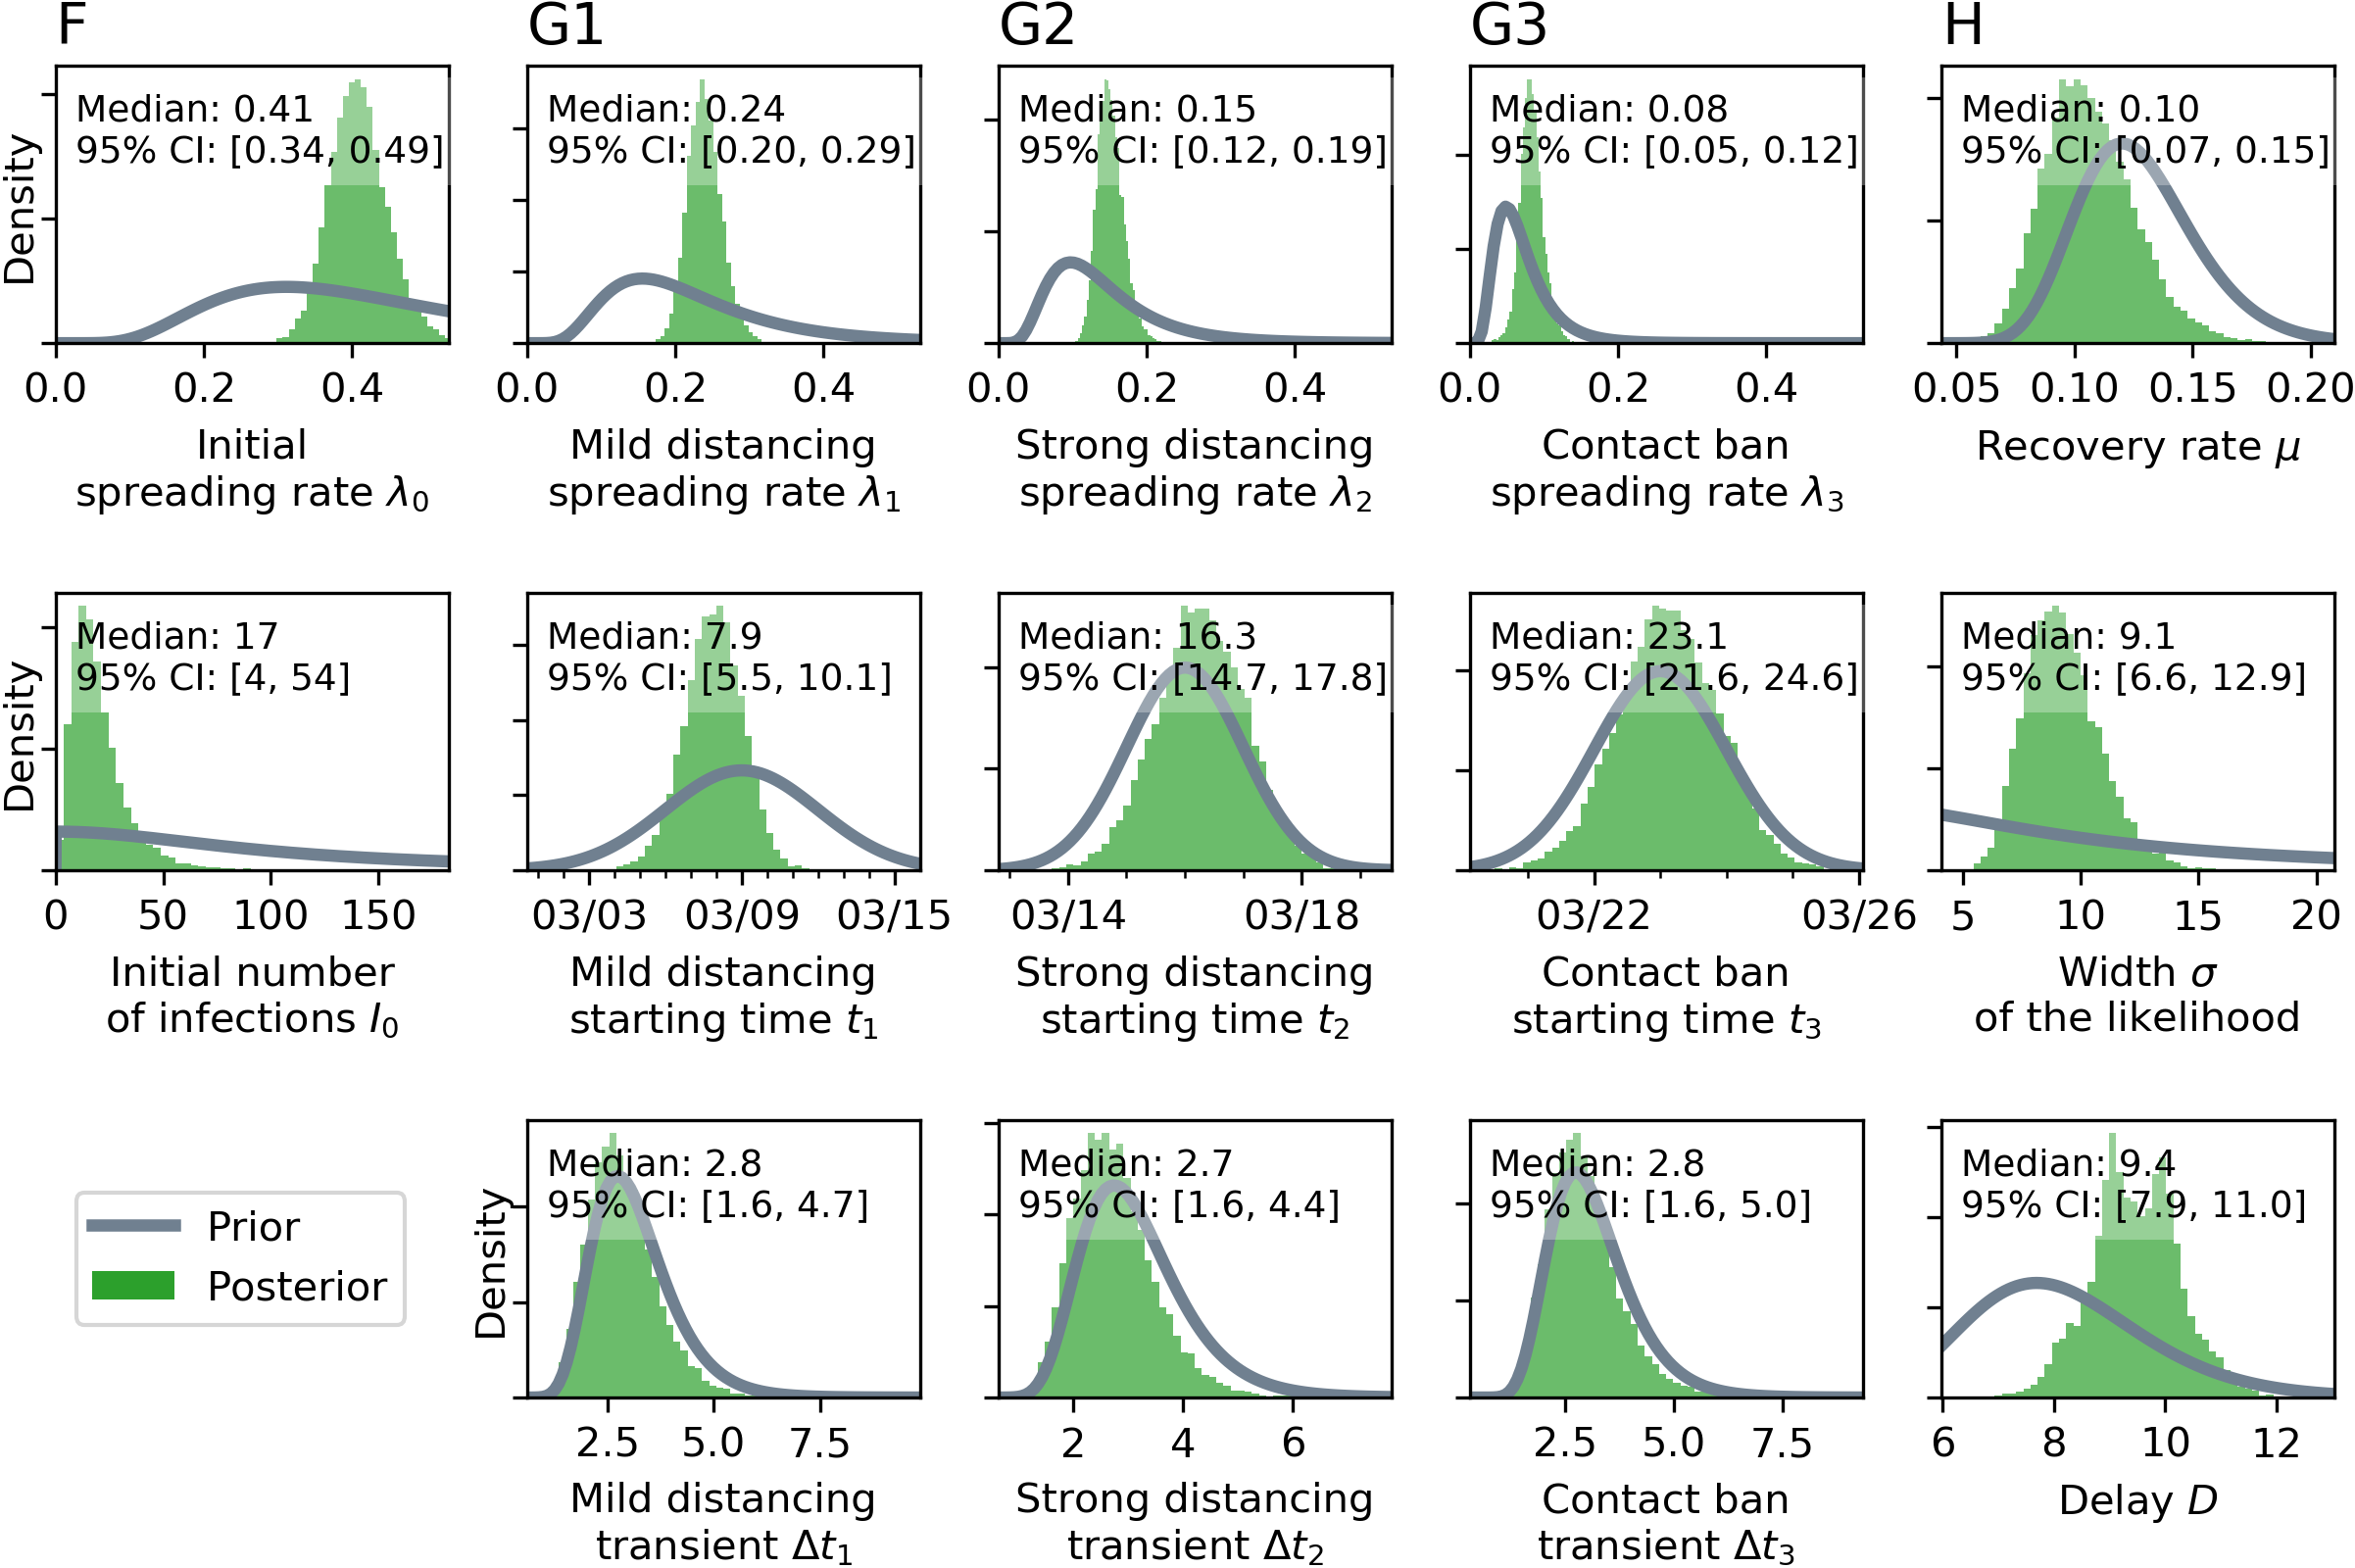 F
G1
G2
G3
H
Density
Median: 0.41
95% CI: [0.34, 0.49]
0.0 0.2 0.4
Initial
spreading rate λ0
Median: 0.24
95% CI: [0.20, 0.29]
0.0 0.2 0.4
Mild distancing
spreading rate λ1
Median: 0.15
95% CI: [0.12, 0.19]
0.0 0.2 0.4
Strong distancing
spreading rate λ2
Median: 0.08
95% CI: [0.05, 0.12]
0.0 0.2 0.4
Contact ban
spreading rate λ3
Median: 0.10
95% CI: [0.07, 0.15]
0.05 0.10 0.15 0.20
Recovery rate μ
Density
Median: 17
95% CI: [4, 54]
0 50 100 150
Initial number
of infections I0
Median: 7.9
95% CI: [5.5, 10.1]
03/03 03/09 03/15
Mild distancing
starting time t1
Median: 16.3
95% CI: [14.7, 17.8]
03/14 03/18
Strong distancing
starting time t2
Median: 23.1
95% CI: [21.6, 24.6]
03/22 03/26
Contact ban
starting time t3
Median: 9.1
95% CI: [6.6, 12.9]
5 10 15 20
Width σ
of the likelihood
Prior
Posterior
Density
Median: 2.8
95% CI: [1.6, 4.7]
2.5 5.0 7.5
Mild distancing
transient Δt1
Median: 2.7
95% CI: [1.6, 4.4]
2 4 6
Strong distancing
transient Δt2
Median: 2.8
95% CI: [1.6, 5.0]
2.5 5.0 7.5
Contact ban
transient Δt3
Median: 9.4
95% CI: [7.9, 11.0]
6 8 10 12
Delay D